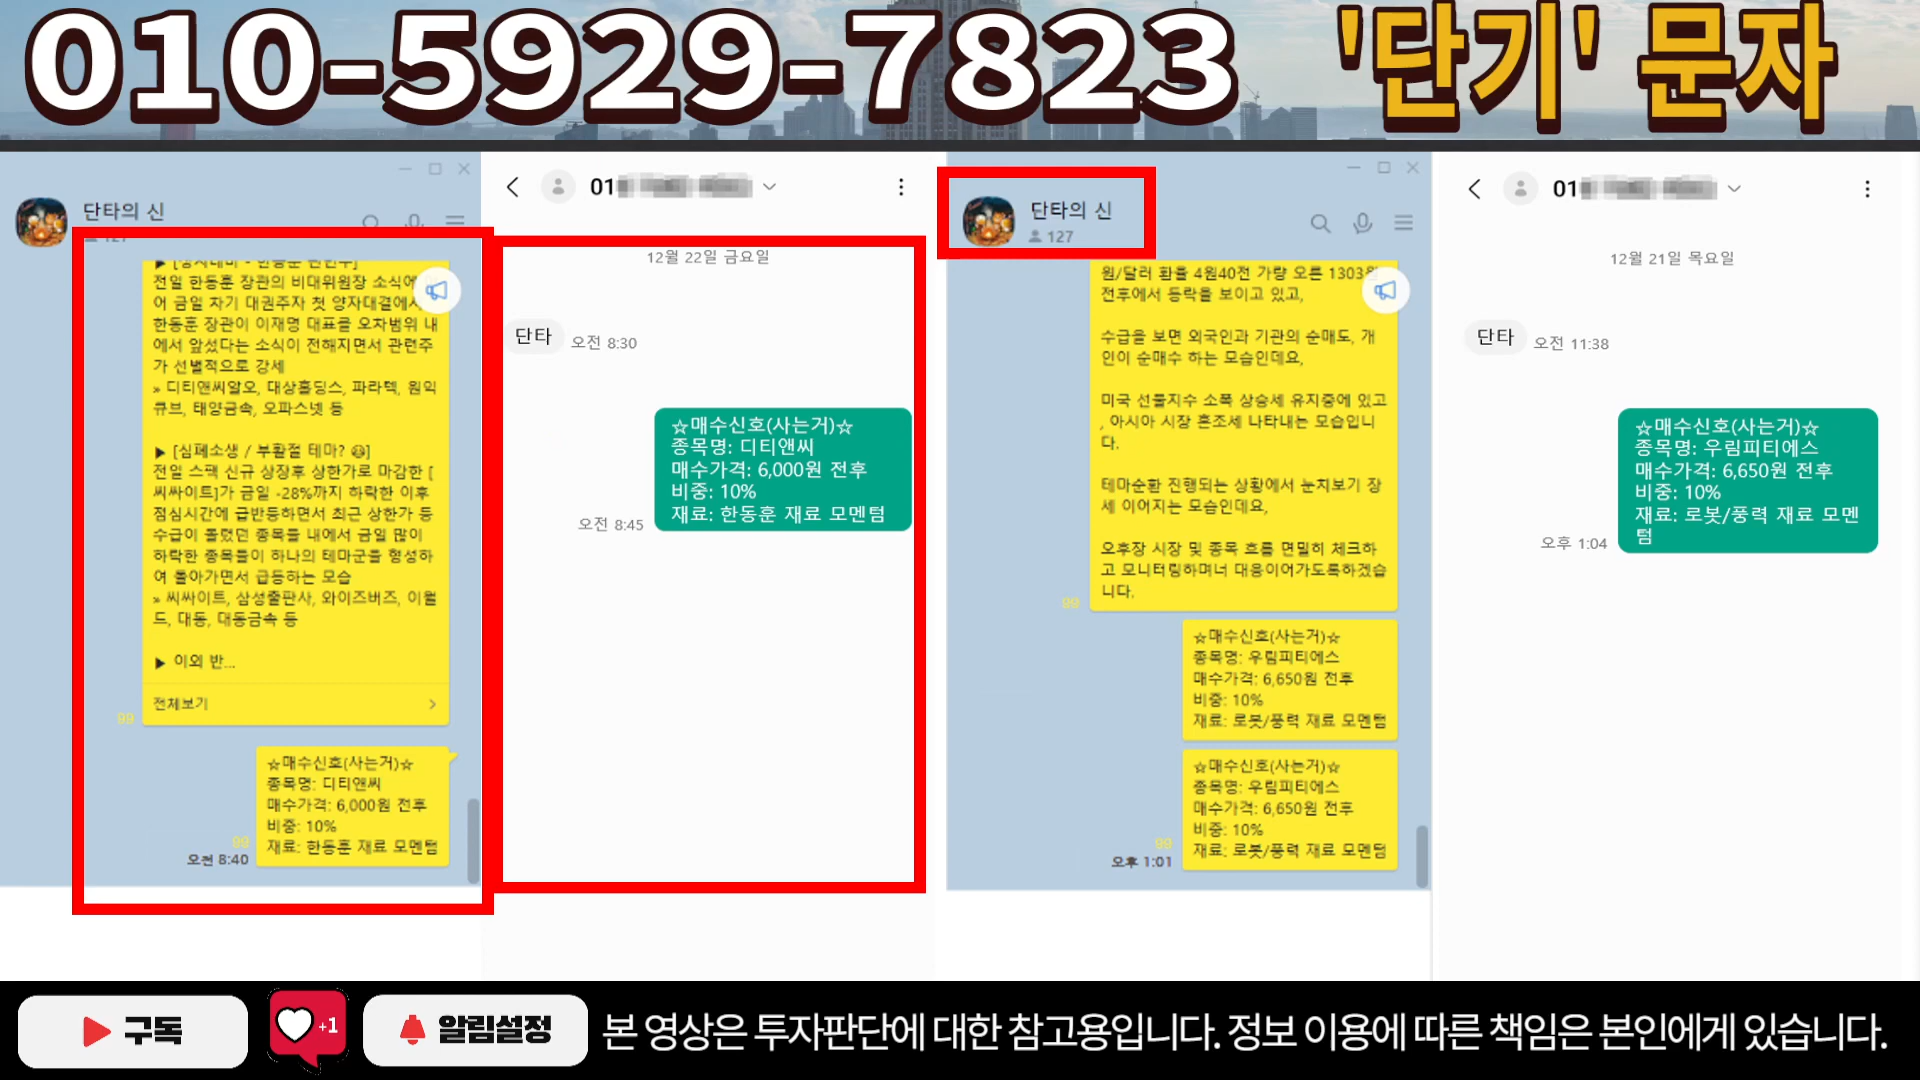 010-5929-7823 '단기' 문자
단타의 신
127
전일 한동훈 장관의 비대위원장 소식에
어 금일 차기 대권주자 첫 양자대결에서
한동훈 장관이 이재명 대표를 오차범위 내
에서 앞섰다는 소식이 전해지면서 관련주
가 선별적으로 강세
» 디티앤씨알오, 대상홀딩스, 파라텍, 원익
큐브, 태양금속, 오파스넷 등
▶ [심폐소생 / 부활절 테마? ]
전일 스팩 신규 상장후 상한가로 마감한 [
씨싸이트]가 금일 -28%까지 하락한 이후
점심시간에 급반등하면서 최근 상한가 등
수급이 몰렸던 종목들 내에서 금일 많이
하락한 종목들이 하나의 테마군을 형성하
여 돌아가면서 급등하는 모습
» 씨싸이트, 삼성출판사, 와이즈버즈, 이월
드, 대동, 대동금속 등
▶ 이외 반...
전체보기
99
☆매수신호(사는거)☆
종목명: 디티앤씨
매수가격: 6,000원 전후
비중: 10%
재료: 한동훈 재료 모멘텀
99
오전 8:40
01
12월 22일 금요일
단타
오전 8:30
☆매수신호(사는거)☆
종목명: 디티앤씨
매수가격: 6,000원 전후
비중: 10%
재료: 한동훈 재료 모멘텀
오전 8:45
단타의 신
127
원/달러 환율 4원40전 가량 오른 1303원
전후에서 등락을 보이고 있고,
수급을 보면 외국인과 기관의 순매도, 개
인이 순매수 하는 모습인데요,
미국 선물지수 소폭 상승세 유지중에 있고
, 아시아 시장 혼조세 나타내는 모습입니
다.
테마순환 진행되는 상황에서 눈치보기 장
세 이어지는 모습인데요,
오후장 시장 및 종목 흐름 면밀히 체크하
고 모니터링하며너 대응이어가도록하겠습
니다.
99
☆매수신호(사는거)☆
종목명: 우림피티에스
매수가격: 6,650원 전후
비중: 10%
재료: 로봇/풍력 재료 모멘텀
☆매수신호(사는거)☆
종목명: 우림피티에스
매수가격: 6,650원 전후
비중: 10%
재료: 로봇/풍력 재료 모멘텀
99
오후 1:01
01
12월 21일 목요일
단타
오전 11:38
☆매수신호(사는거)☆
종목명: 우림피티에스
매수가격: 6,650원 전후
비중: 10%
재료: 로봇/풍력 재료 모멘
텀
오후 1:04
구독
+1
알림설정
본 영상은 투자판단에 대한 참고용입니다. 정보 이용에 따른 책임은 본인에게 있습니다.